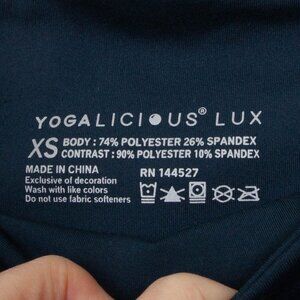 YOGALICIOUS® LUX
XS BODY: 74% POLYESTER 26% SPANDEX
CONTRAST: 90% POLYESTER 10% SPANDEX
MADE IN CHINA RN 144527
Exclusive of decoration
Wash with like colors
Do not use fabric softeners